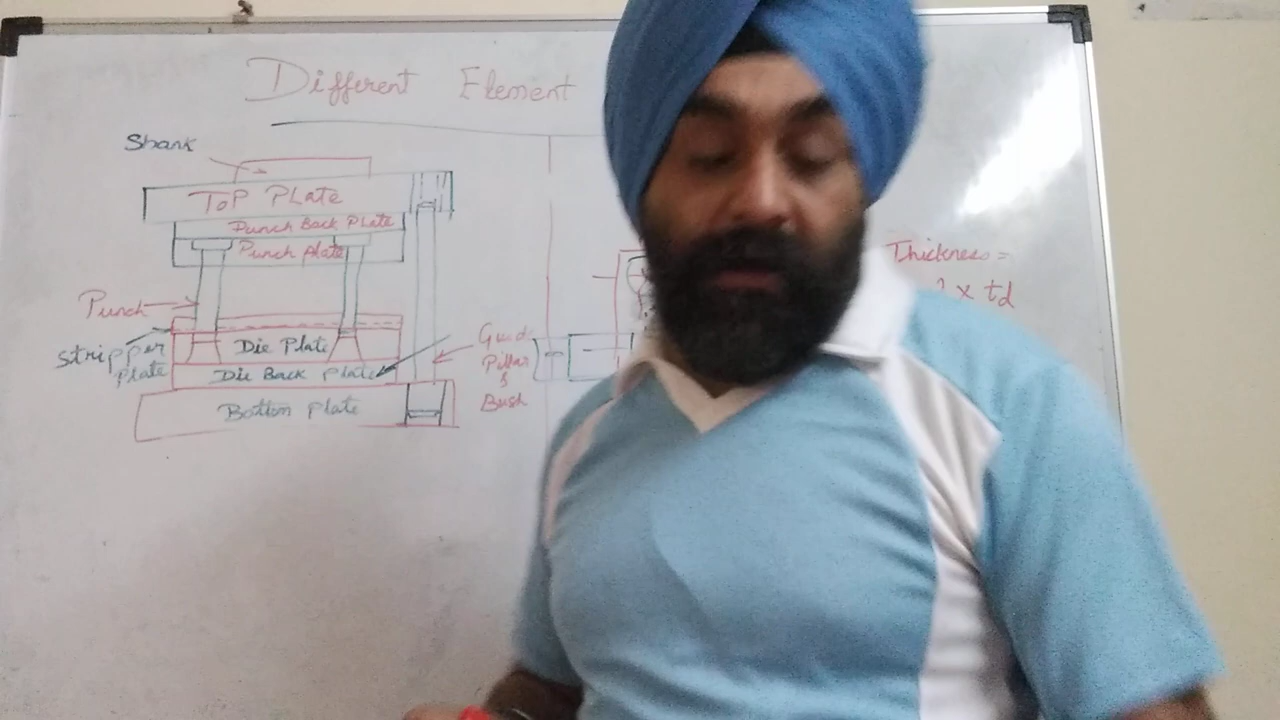 Different Element
Shank
Top Plate
Punch Back Plate
Punch Plate
Punch
Stripper
Plate
Die Plate
Die Back Plate
Bottom Plate
Guide
Pillar
&
Bush
Thickness =
x td